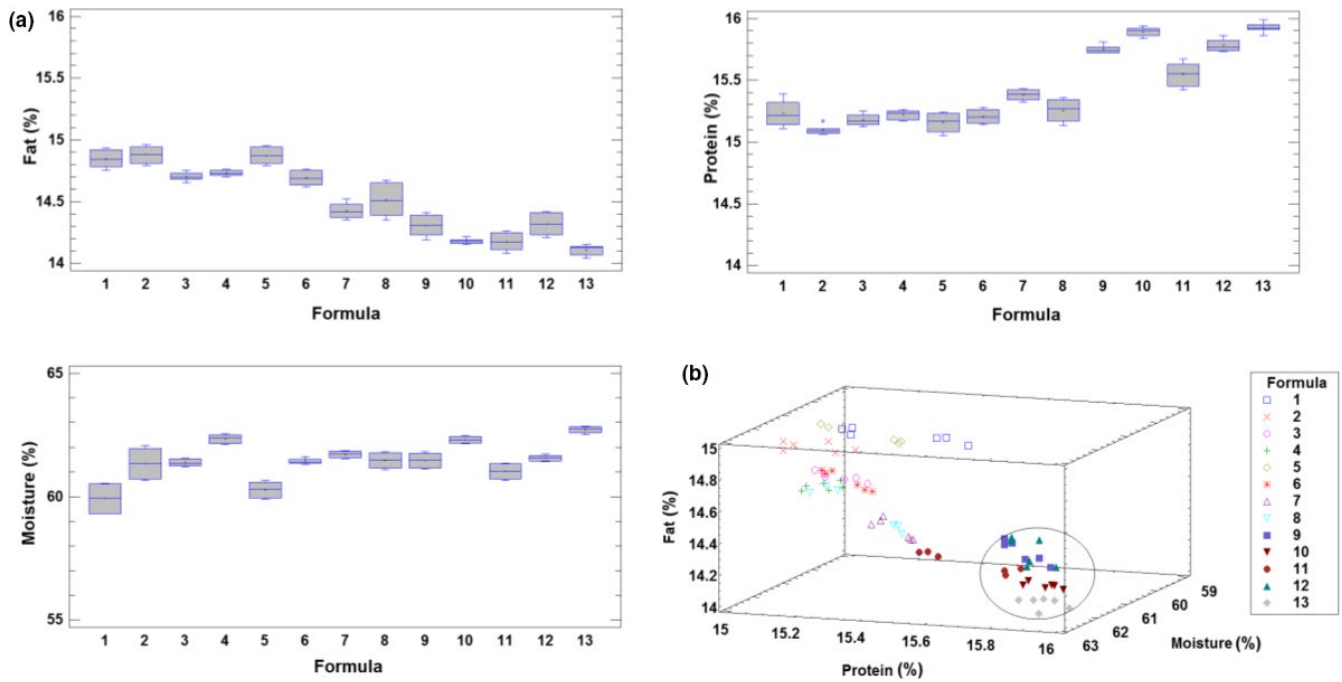 (a)
16
15.5
15
14.5
14
Fat (%)
1 2 3 4 5 6 7 8 9 10 11 12 13
Formula
16
15.5
15
14.5
14
Protein (%)
1 2 3 4 5 6 7 8 9 10 11 12 13
Formula
65
60
55
Moisture (%)
1 2 3 4 5 6 7 8 9 10 11 12 13
Formula
(b)
15
14.8
14.6
14.4
14.2
14
Fat (%)
15 15.2 15.4 15.6 15.8 16
Protein (%)
63 62 61 60 59
Moisture (%)
Formula
1
2
3
4
5
6
7
8
9
10
11
12
13